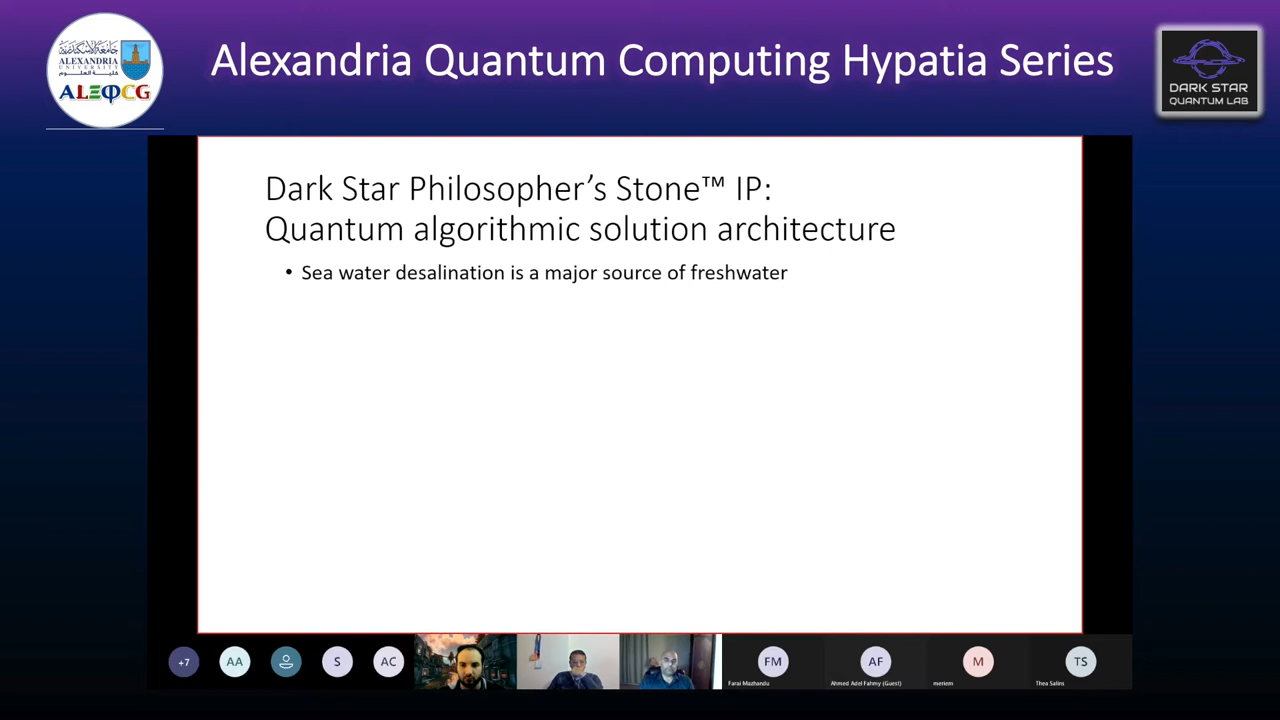 جامعة الإسكندرية
ALEXANDRIA
UNIVERSITY
كلية العلوم
ALEΦCG
Alexandria Quantum Computing Hypatia Series
DARK STAR
QUANTUM LAB
Dark Star Philosopher’s Stone™ IP:
Quantum algorithmic solution architecture
• Sea water desalination is a major source of freshwater
+7
AA
S
AC
FM
AF
M
TS
Farai Mazhandu
Ahmed Adel Fahmy (Guest)
Thea Salins